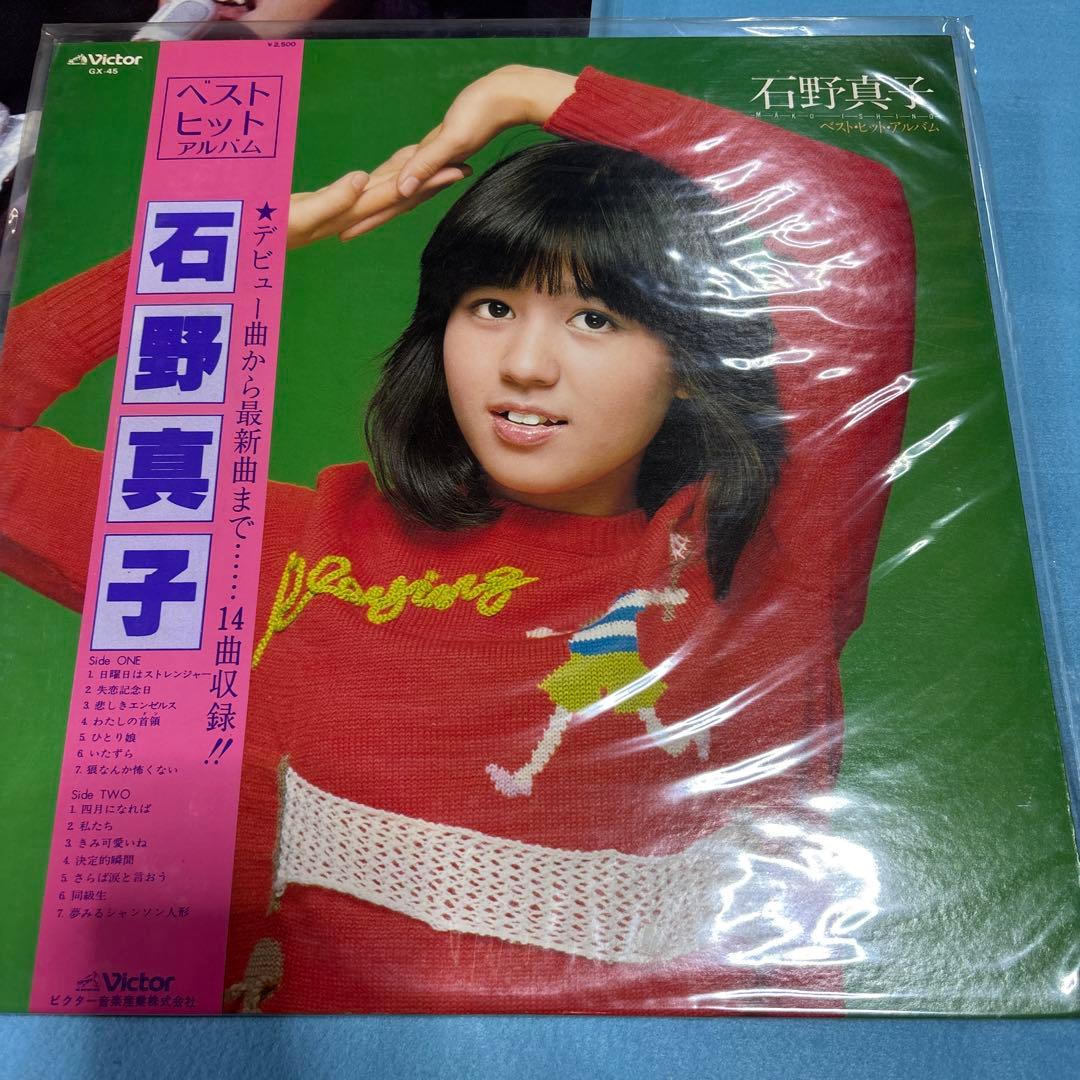 Victor
GX-45
¥2,500
ベスト
ヒット
アルバム
石野真子
★デビュー曲から最新曲まで……14曲収録!!
Side ONE
1. 日曜日はストレンジャー
2. 失恋記念日
3. 悲しきエンゼルス
4. わたしの首領
5. ひとり娘
6. いたずら
7. 狼なんか怖くない
Side TWO
1. 四月になれば
2. 私たち
3. きみ可愛いね
4. 決定的瞬間
5. さらば涙と言おう
6. 同級生
7. 夢みるシャンソン人形
Victor
ビクター音楽産業株式会社
石野真子
MAKO ISHINO
ベスト・ヒット・アルバム